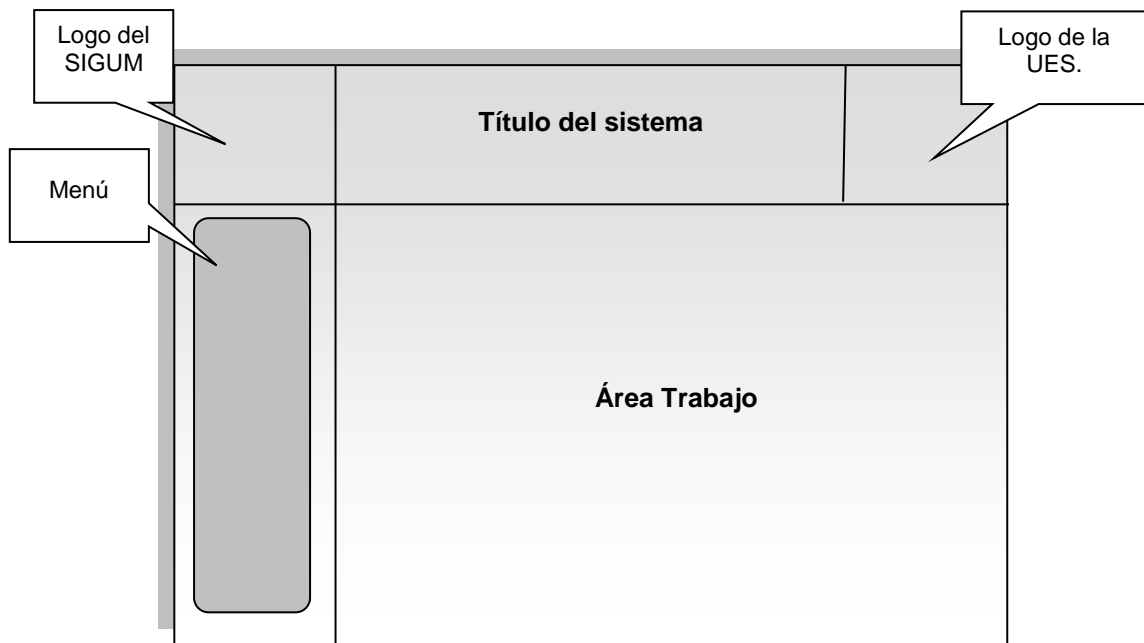 Logo del
SIGUM
Logo de la
UES.
Título del sistema
Menú
Área Trabajo